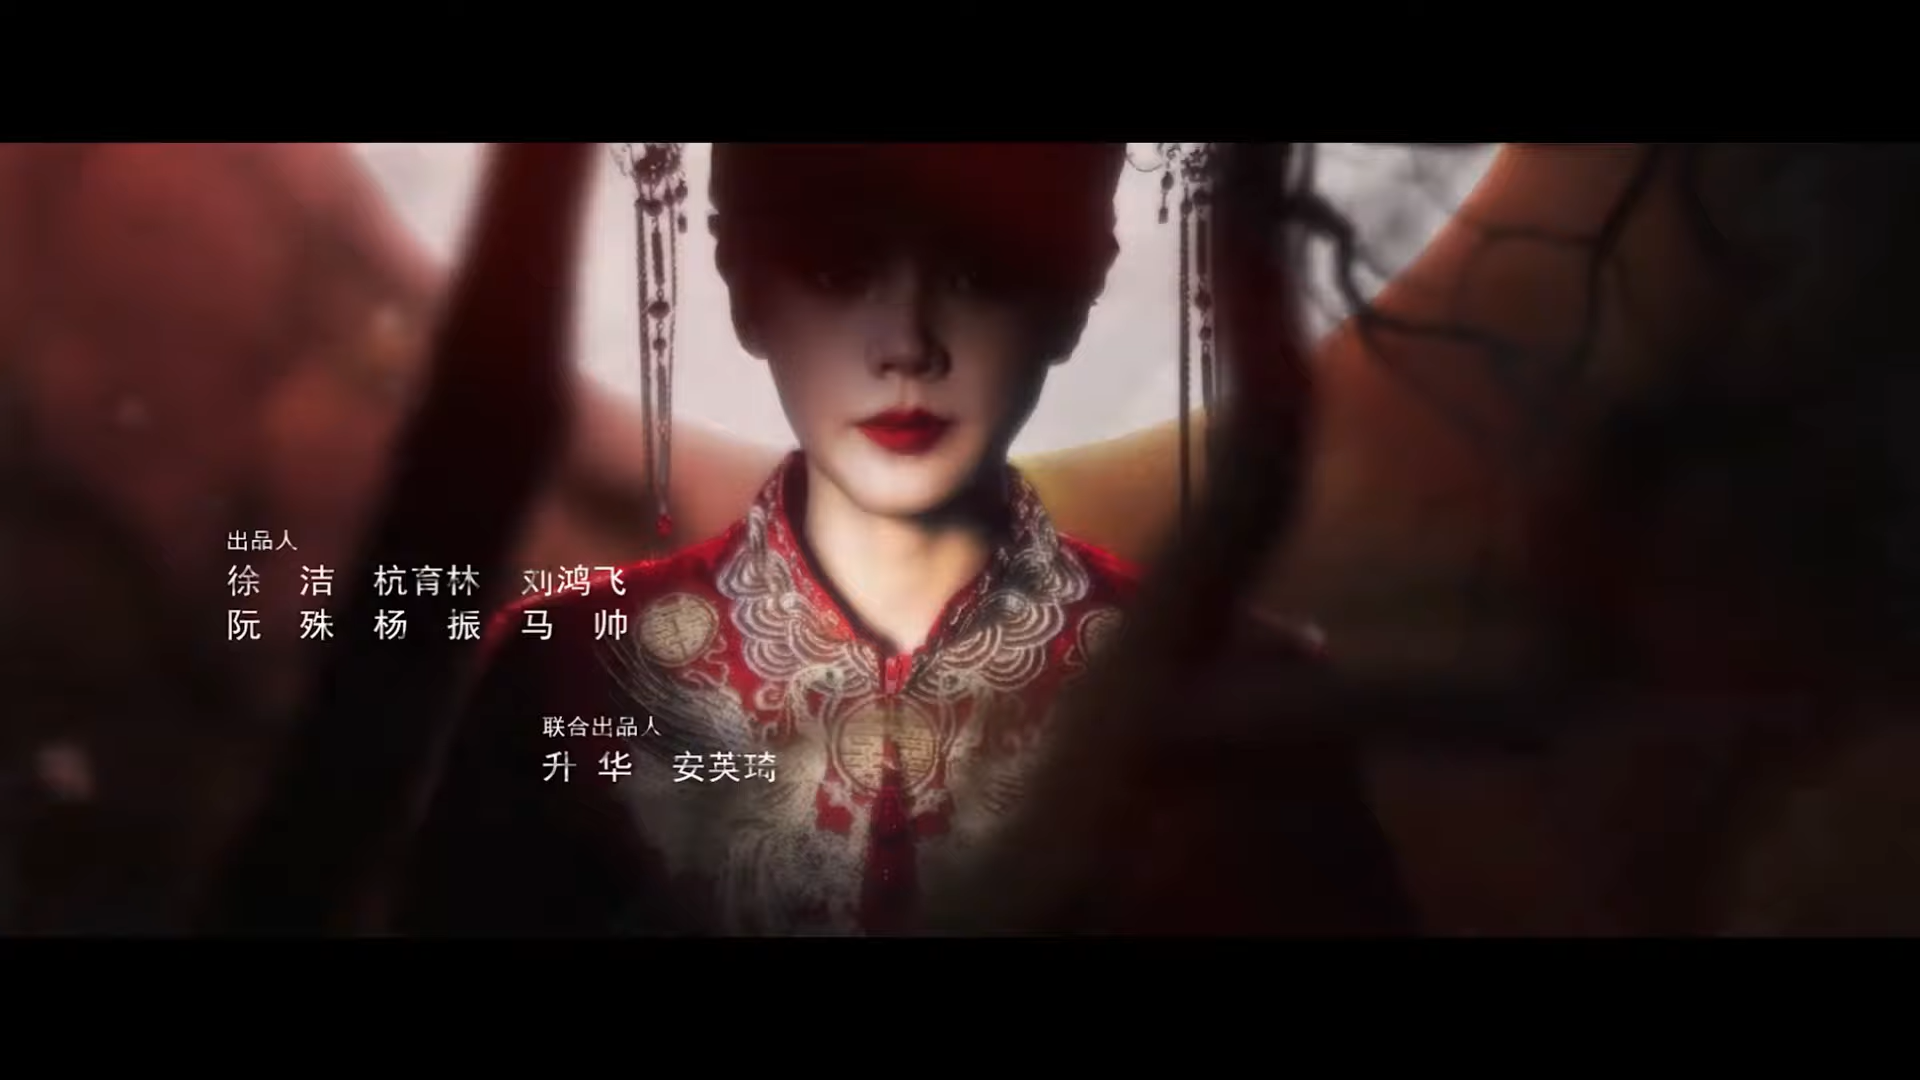 出品人
徐　洁　杭育林　刘鸿飞
阮　殊　杨　振　马　帅
联合出品人
升　华　安英琦